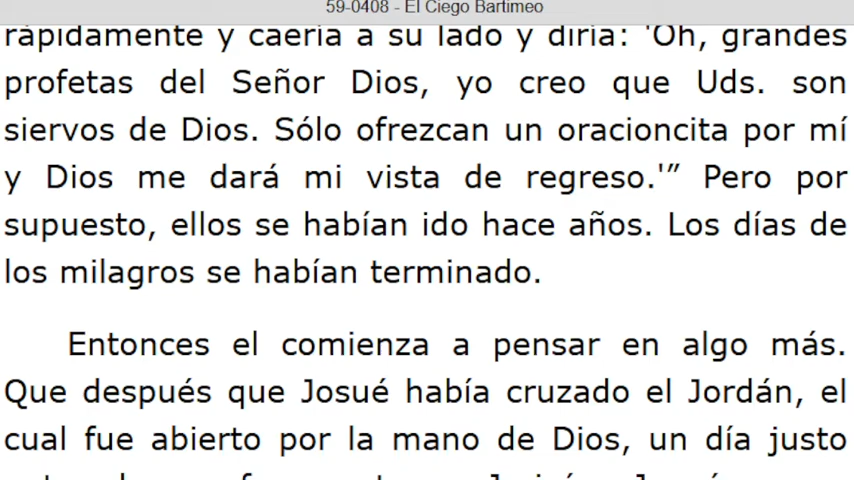 59-0408 - El Ciego Bartimeo
rápidamente y caería a su lado y diría: 'Oh, grandes
profetas del Señor Dios, yo creo que Uds. son
siervos de Dios. Sólo ofrezcan un oracioncita por mí
y Dios me dará mi vista de regreso.'” Pero por
supuesto, ellos se habían ido hace años. Los días de
los milagros se habían terminado.
Entonces el comienza a pensar en algo más.
Que después que Josué había cruzado el Jordán, el
cual fue abierto por la mano de Dios, un día justo